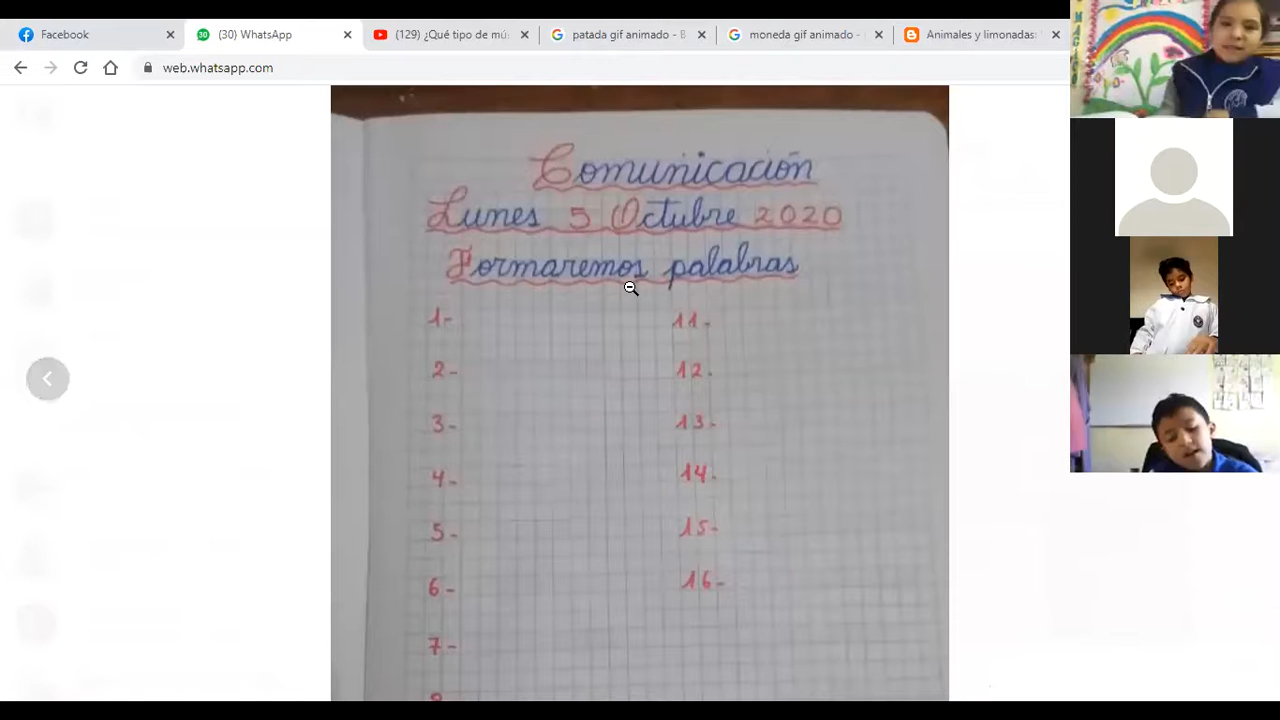 Facebook
(30) WhatsApp
(129) ¿Qué tipo de mú
patada gif animado - B
moneda gif animado -
Animales y limonadas:
web.whatsapp.com
Comunicación
Lunes 5 Octubre 2020
Formaremos palabras
1-
2-
3-
4-
5-
6-
7-
11-
12.
13-
14.
15-
16-